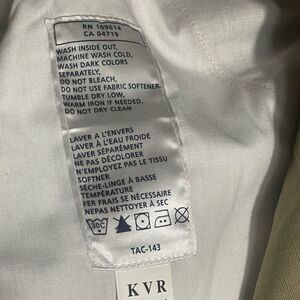 RN 109614
CA 04719
WASH INSIDE OUT,
MACHINE WASH COLD,
WASH DARK COLORS
SEPARATELY,
DO NOT BLEACH,
DO NOT USE FABRIC SOFTENER,
TUMBLE DRY LOW,
WARM IRON IF NEEDED,
DO NOT DRY CLEAN
LAVER A L'ENVERS
LAVER À L'EAU FROIDE
LAVER SÉPARÉMENT
NE PAS DÉCOLORER
N'EMPLOYEZ PAS LE TISSU
SOFTNER
SÈCHE-LINGE À BASSE
TEMPÉRATURE
FER FRAIS SE NÉCESSAIRE
NEPAS NETTOYER À SEC
30C
TAC-143
KVR